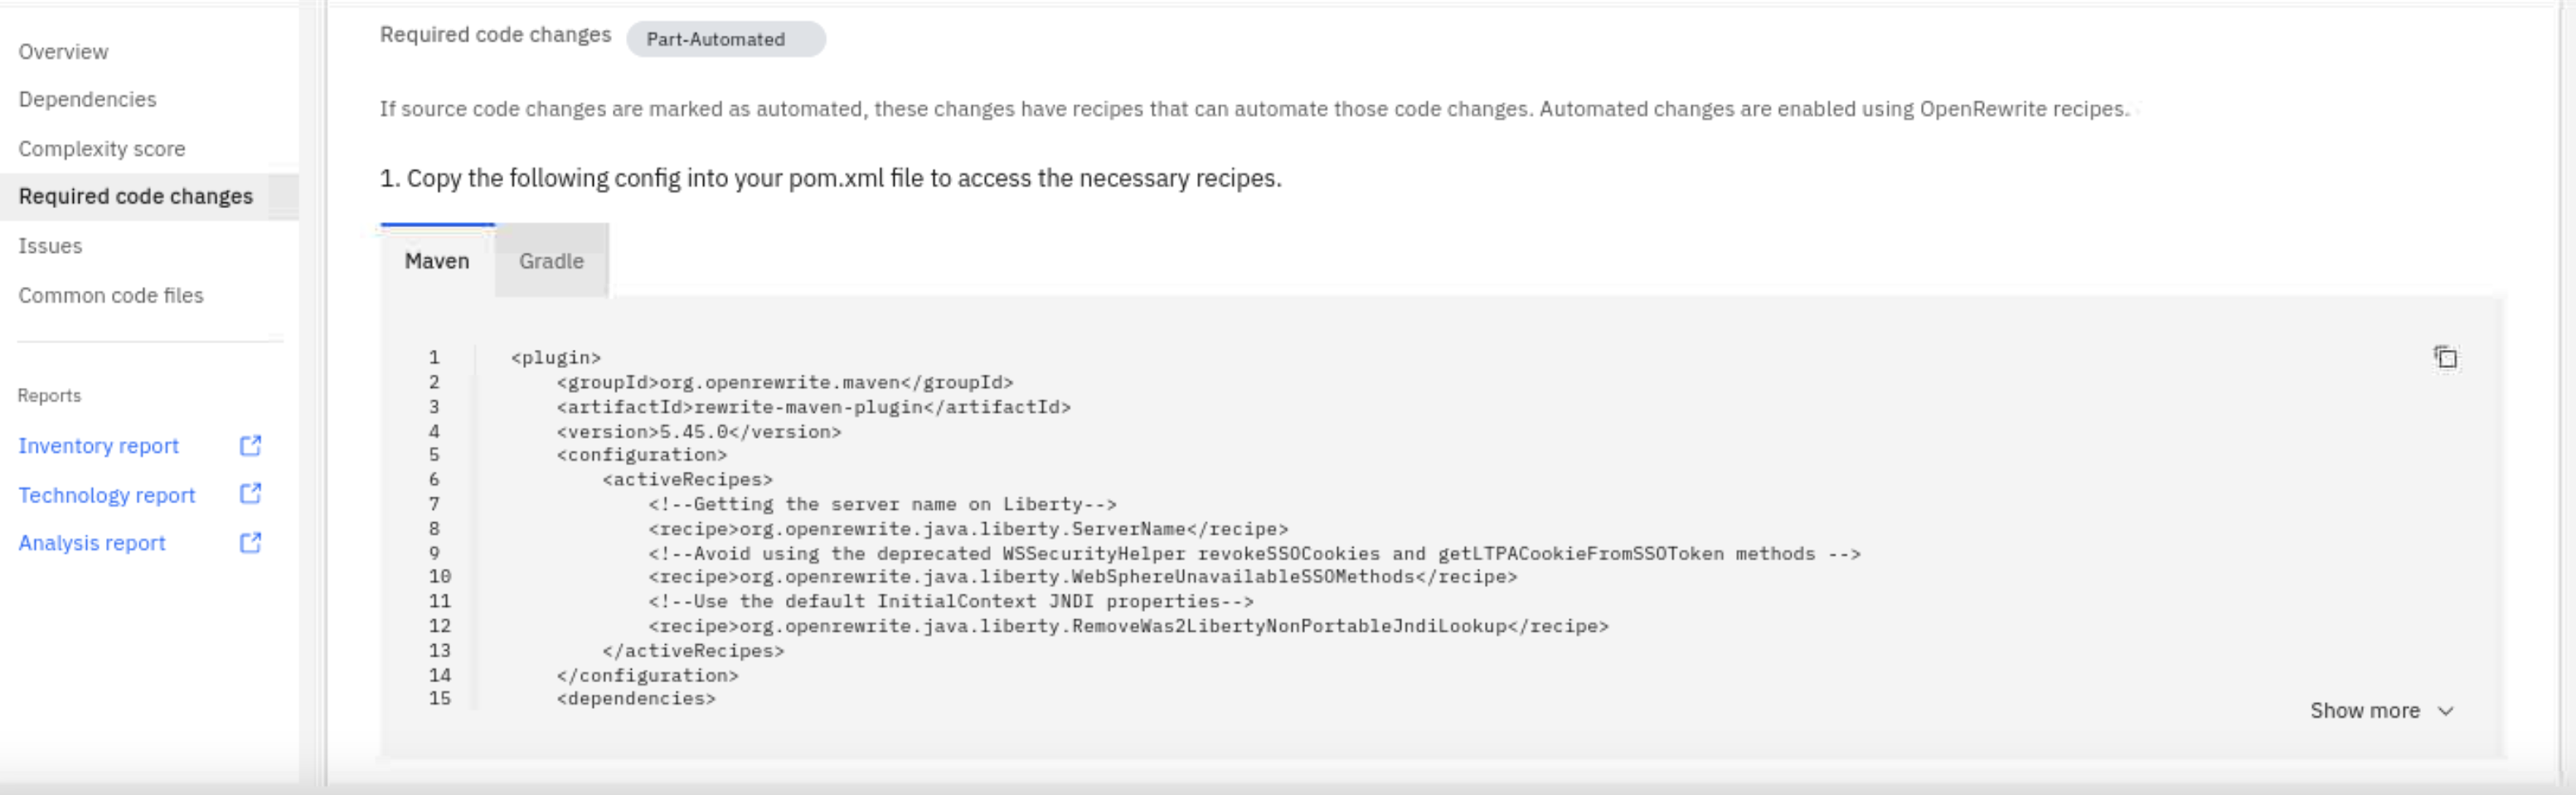 Overview
Dependencies
Complexity score
Required code changes
Issues
Common code files
Reports
Inventory report
Technology report
Analysis report
Required code changes Part-Automated
If source code changes are marked as automated, these changes have recipes that can automate those code changes. Automated changes are enabled using OpenRewrite recipes.
1. Copy the following config into your pom.xml file to access the necessary recipes.
Maven Gradle
1 <plugin>
2     <groupId>org.openrewrite.maven</groupId>
3     <artifactId>rewrite-maven-plugin</artifactId>
4     <version>5.45.0</version>
5     <configuration>
6         <activeRecipes>
7             <!--Getting the server name on Liberty-->
8             <recipe>org.openrewrite.java.liberty.ServerName</recipe>
9             <!--Avoid using the deprecated WSSecurityHelper revokeSSOCookies and getLTPACookieFromSSOToken methods -->
10             <recipe>org.openrewrite.java.liberty.WebSphereUnavailableSSOMethods</recipe>
11             <!--Use the default InitialContext JNDI properties-->
12             <recipe>org.openrewrite.java.liberty.RemoveWas2LibertyNonPortableJndiLookup</recipe>
13         </activeRecipes>
14     </configuration>
15     <dependencies>
Show more